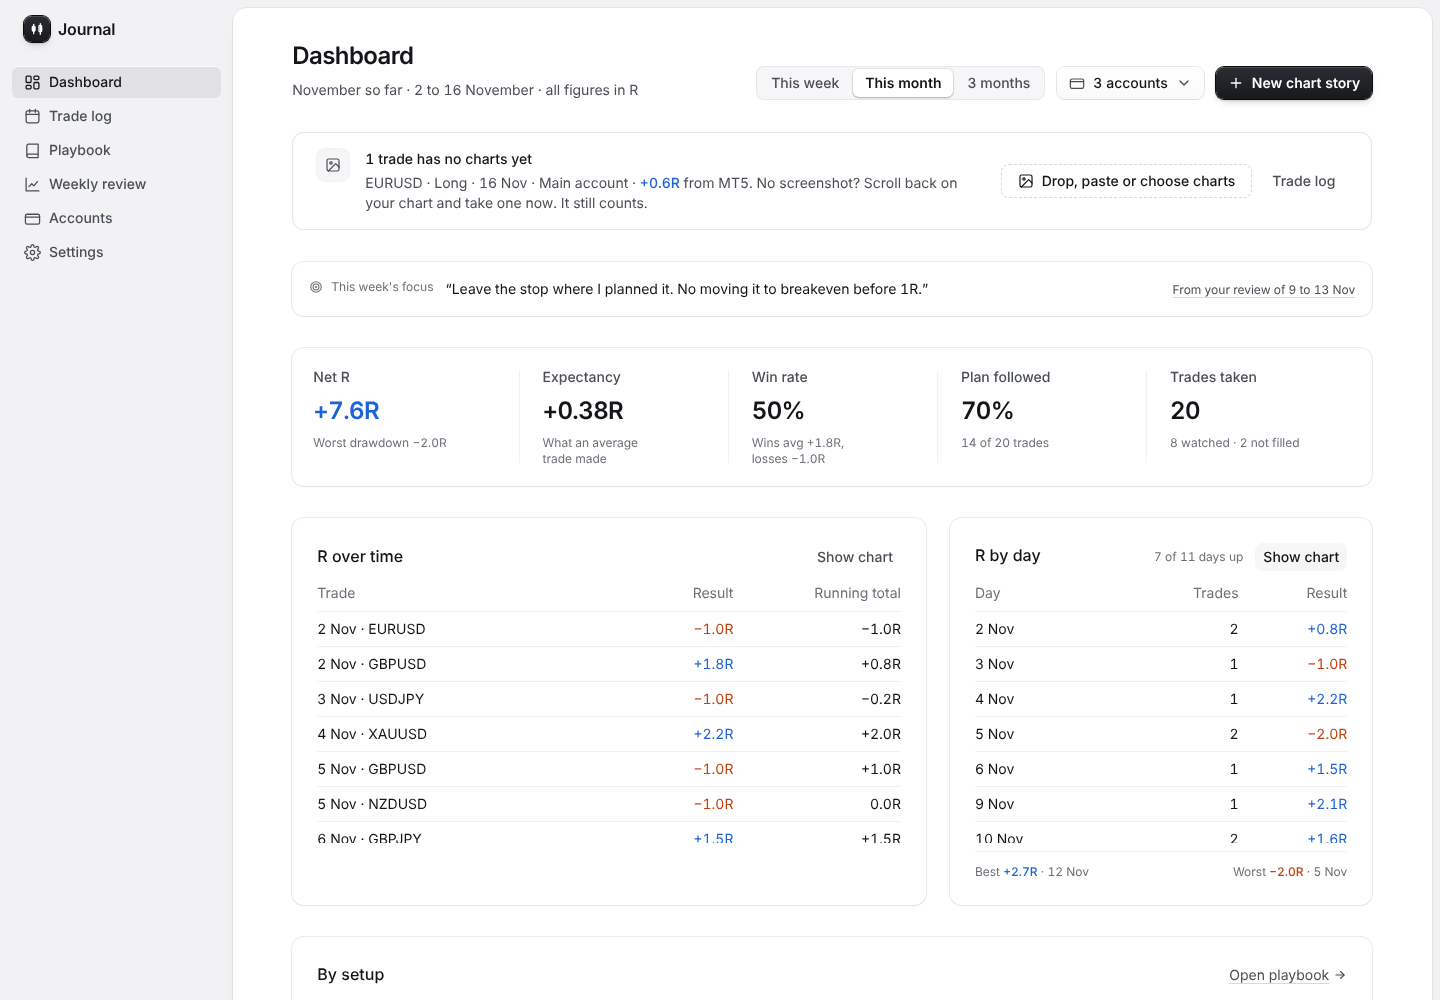 Journal
Dashboard
Trade log
Playbook
Weekly review
Accounts
Settings
Dashboard
November so far · 2 to 16 November · all figures in R
This week
This month
3 months
3 accounts
New chart story
1 trade has no charts yet
EURUSD · Long · 16 Nov · Main account · +0.6R from MT5. No screenshot? Scroll back on
your chart and take one now. It still counts.
Drop, paste or choose charts
Trade log
This week's focus
“Leave the stop where I planned it. No moving it to breakeven before 1R.”
From your review of 9 to 13 Nov
Net R
+7.6R
Worst drawdown −2.0R
Expectancy
+0.38R
What an average
trade made
Win rate
50%
Wins avg +1.8R,
losses −1.0R
Plan followed
70%
14 of 20 trades
Trades taken
20
8 watched · 2 not filled
R over time
Show chart
Trade Result Running total
2 Nov · EURUSD −1.0R −1.0R
2 Nov · GBPUSD +1.8R +0.8R
3 Nov · USDJPY −1.0R −0.2R
4 Nov · XAUUSD +2.2R +2.0R
5 Nov · GBPUSD −1.0R +1.0R
5 Nov · NZDUSD −1.0R 0.0R
6 Nov · GBPJPY +1.5R +1.5R
R by day
7 of 11 days up
Show chart
Day Trades Result
2 Nov 2 +0.8R
3 Nov 1 −1.0R
4 Nov 1 +2.2R
5 Nov 2 −2.0R
6 Nov 1 +1.5R
9 Nov 1 +2.1R
10 Nov 2 +1.6R
Best +2.7R · 12 Nov
Worst −2.0R · 5 Nov
By setup
Open playbook →